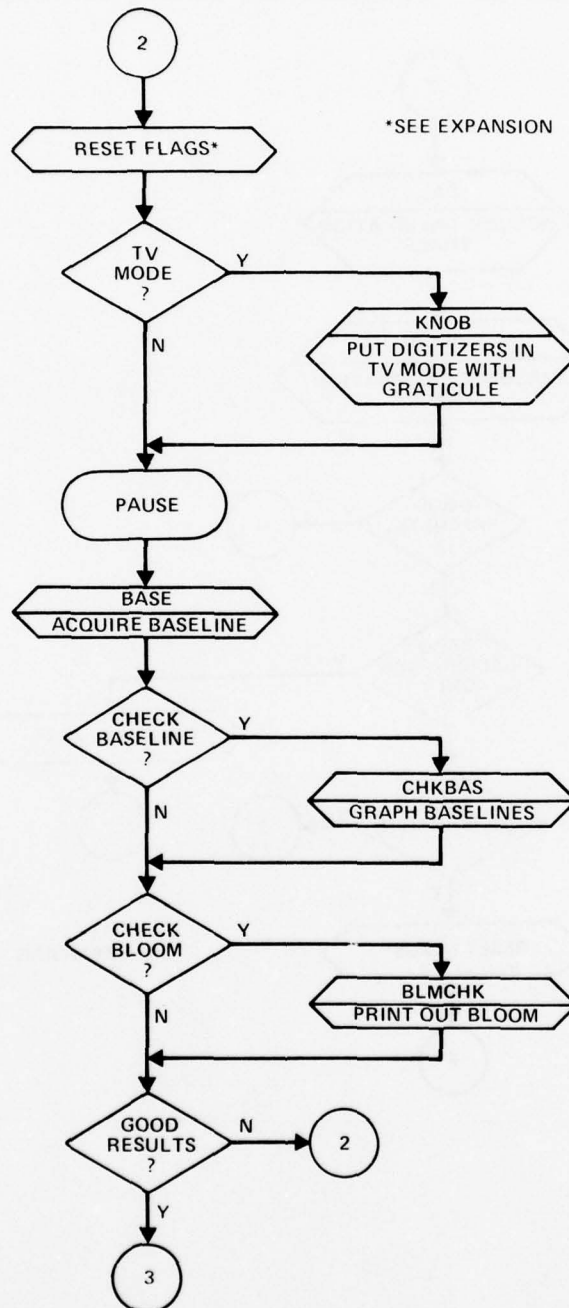 2
*SEE EXPANSION
RESET FLAGS*
TV
MODE
?
Y
N
KNOB
PUT DIGITIZERS IN
TV MODE WITH
GRATICULE
PAUSE
BASE
ACQUIRE BASELINE
CHECK
BASELINE
?
Y
N
CHKBAS
GRAPH BASELINES
CHECK
BLOOM
?
Y
N
BLMCHK
PRINT OUT BLOOM
GOOD
RESULTS
?
N
2
Y
3